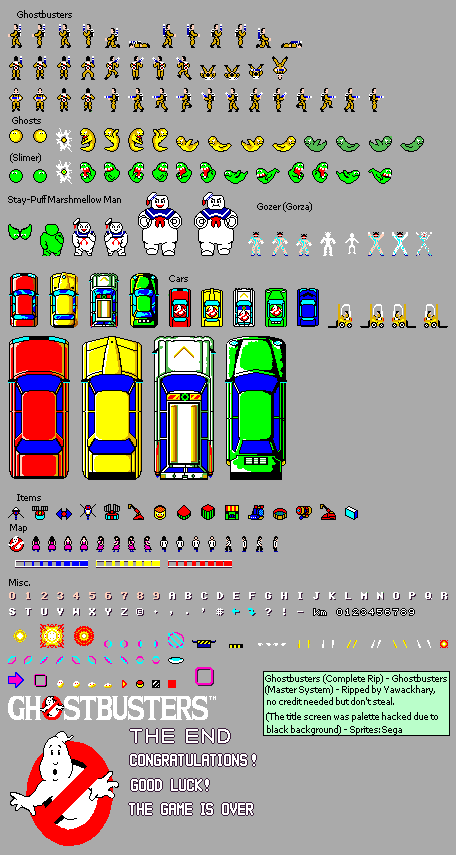 Ghostbusters
Ghosts
(Slimer)
Stay-Puff Marshmellow Man
Gozer (Gorza)
Cars
Items
Map
Misc.
0 1 2 3 4 5 6 7 8 9 A B C D E F G H I J K L M N O P Q R
S T U V W X Y Z © · , . ' # ? ! - Km 0123456789
GHOSTBUSTERS™
THE END
CONGRATULATIONS!
GOOD LUCK!
THE GAME IS OVER
Ghostbusters (Complete Rip) - Ghostbusters
(Master System) - Ripped by Yawackhary,
no credit needed but don't steal.
(The title screen was palette hacked due to
black background) - Sprites: Sega